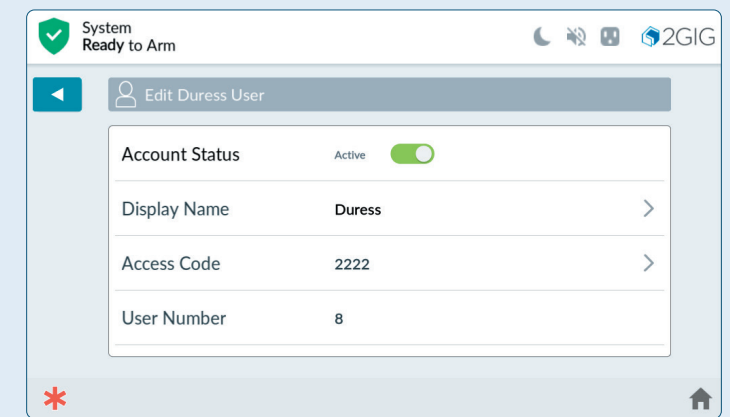 System
Ready to Arm
2GIG
Edit Duress User
Account Status Active
Display Name Duress
Access Code 2222
User Number 8